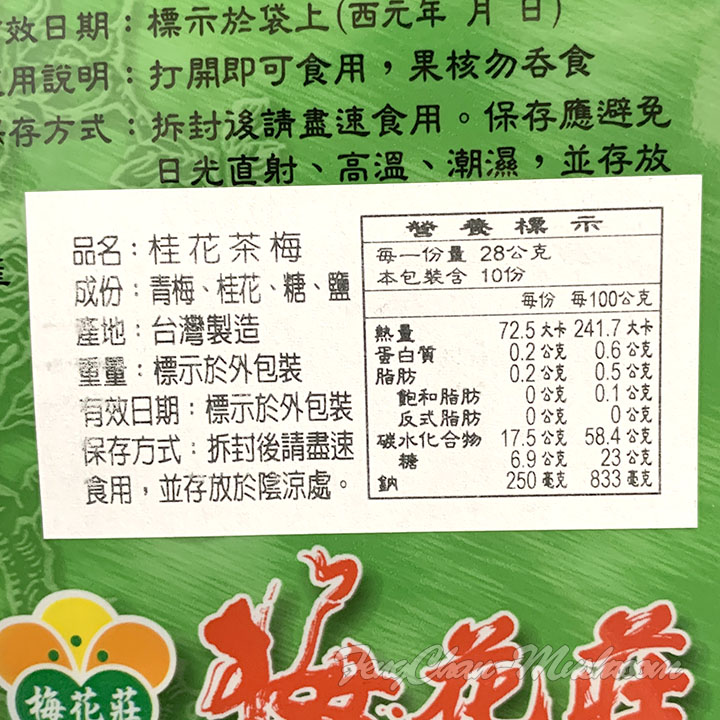 效日期：標示於袋上(西元年 月 日)
用說明：打開即可食用，果核勿吞食
保存方式：拆封後請盡速食用。保存應避免
日光直射、高溫、潮濕，並存放
品名：桂花茶梅
成份：青梅、桂花、糖、鹽
產地：台灣製造
重量：標示於外包裝
有效日期：標示於外包裝
保存方式：拆封後請盡速
食用，並存放於陰涼處。
營養標示
每一份量 28公克
本包裝含 10份
每份 每100公克
熱量 72.5大卡 241.7大卡
蛋白質 0.2公克 0.6公克
脂肪 0.2公克 0.5公克
飽和脂肪 0公克 0.1公克
反式脂肪 0公克 0公克
碳水化合物 17.5公克 58.4公克
糖 6.9公克 23公克
鈉 250毫克 833毫克
梅花莊
梅花莊